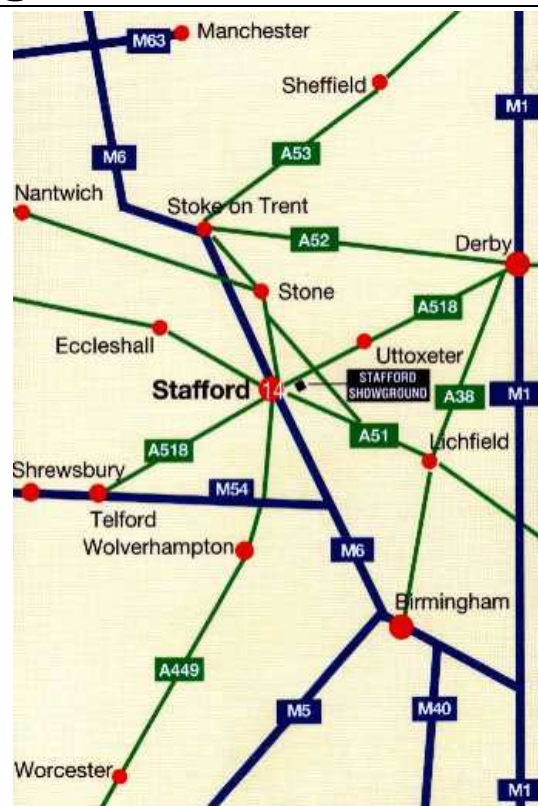 Manchester
M63
Sheffield
M1
A53
M6
Nantwich
Stoke on Trent
A52
Derby
Stone
A518
Eccleshall
Uttoxeter
STAFFORD
SHOWGROUND
Stafford
14
A38
M1
A51
A518
Lichfield
Shrewsbury
M54
Telford
Wolverhampton
M6
Birmingham
A449
M5
M40
Worcester
M1